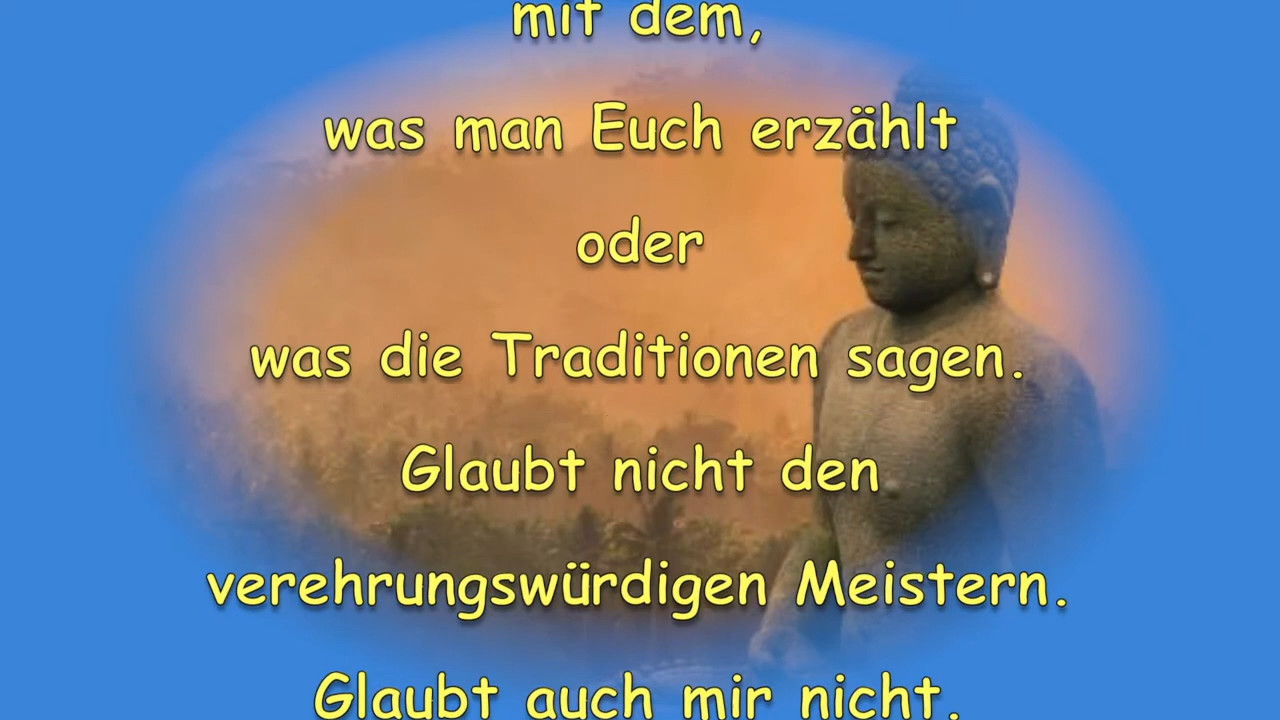 mit dem,
was man Euch erzählt
oder
was die Traditionen sagen.
Glaubt nicht den
verehrungswürdigen Meistern.
Glaubt auch mir nicht.